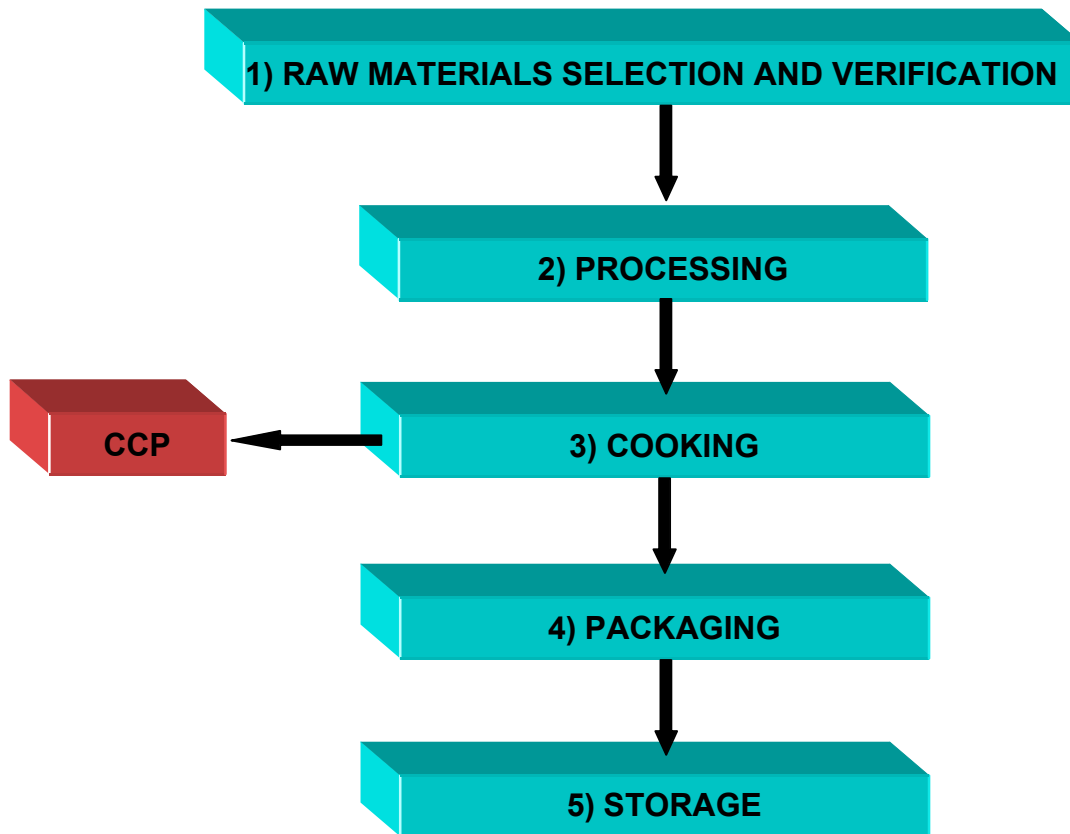 1) RAW MATERIALS SELECTION AND VERIFICATION
2) PROCESSING
CCP
3) COOKING
4) PACKAGING
5) STORAGE